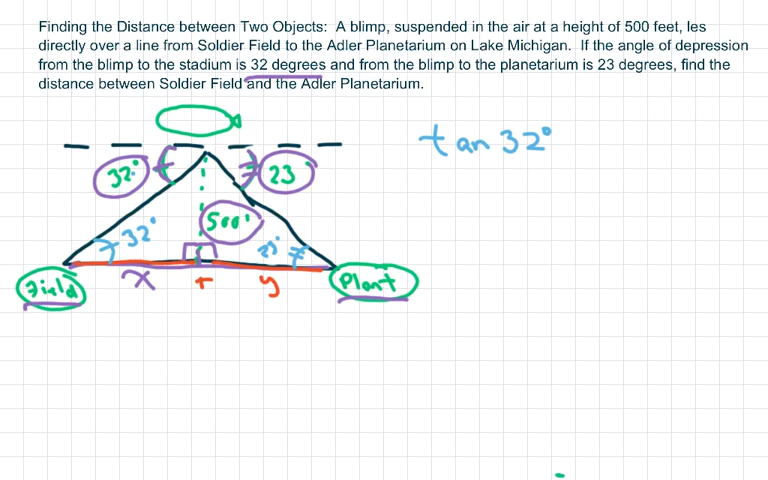 Finding the Distance between Two Objects: A blimp, suspended in the air at a height of 500 feet, les
directly over a line from Soldier Field to the Adler Planetarium on Lake Michigan. If the angle of depression
from the blimp to the stadium is 32 degrees and from the blimp to the planetarium is 23 degrees, find the
distance between Soldier Field and the Adler Planetarium.
tan 32°
32° 23°
500'
32° 23°
Field x + y Plant